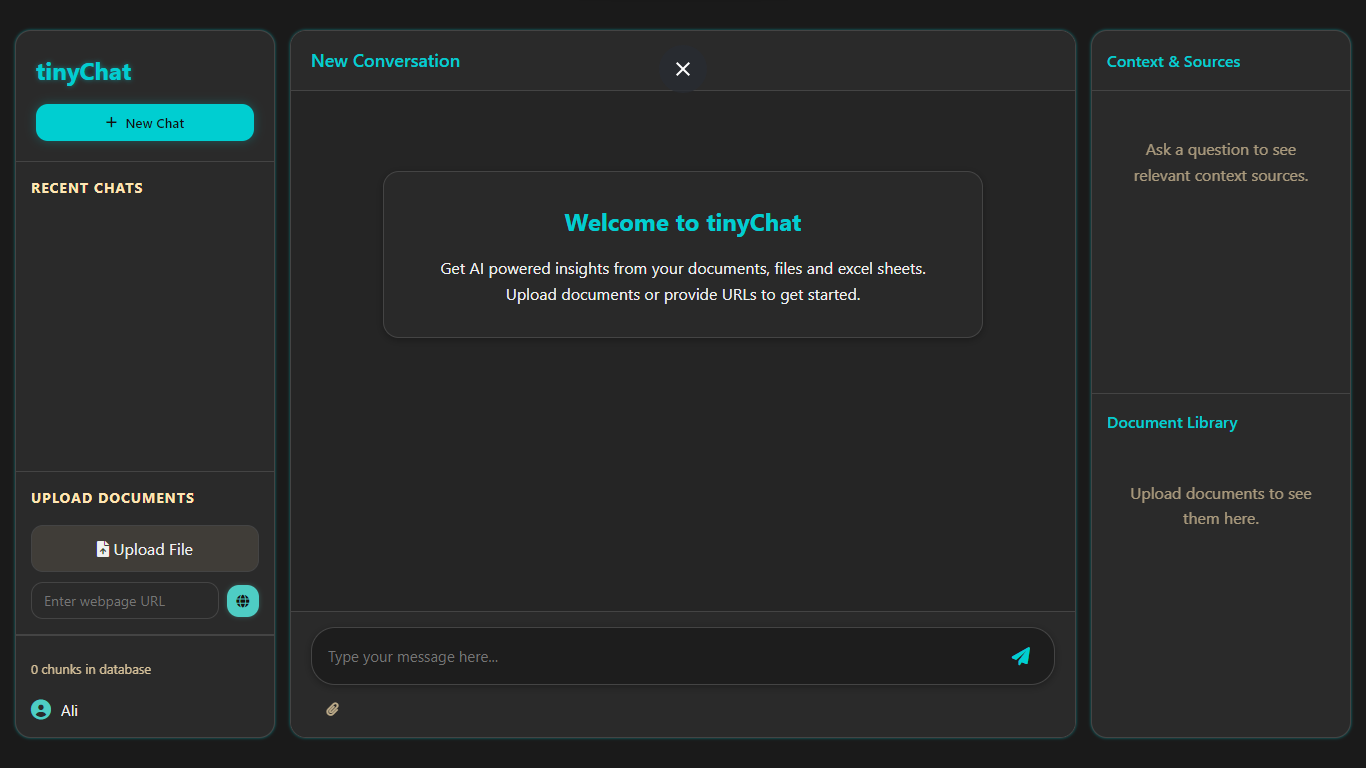 tinyChat
New Chat
RECENT CHATS
UPLOAD DOCUMENTS
Upload File
Enter webpage URL
0 chunks in database
Ali
New Conversation
Welcome to tinyChat
Get AI powered insights from your documents, files and excel sheets.
Upload documents or provide URLs to get started.
Type your message here...
Context & Sources
Ask a question to see
relevant context sources.
Document Library
Upload documents to see
them here.